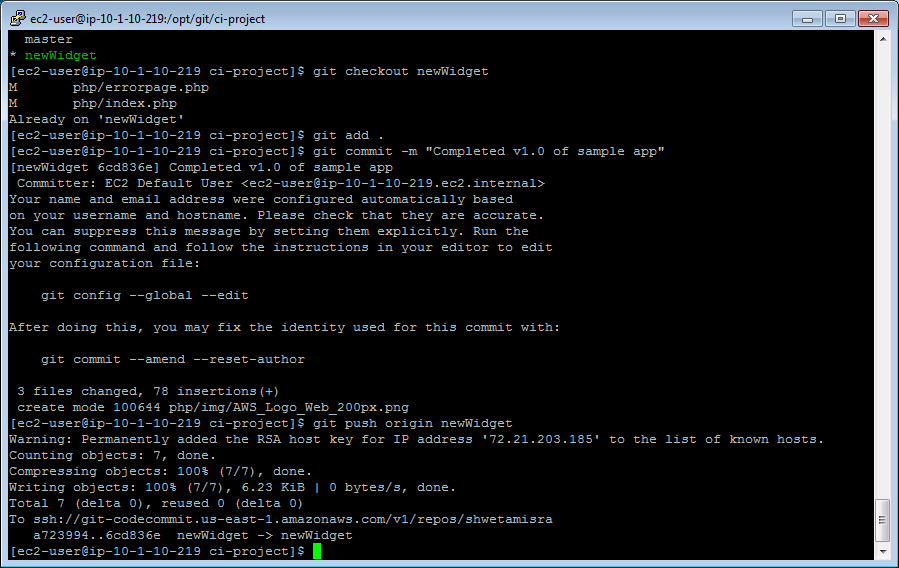 ec2-user@ip-10-1-10-219:/opt/git/ci-project
  master
* newWidget
[ec2-user@ip-10-1-10-219 ci-project]$ git checkout newWidget
M       php/errorpage.php
M       php/index.php
Already on 'newWidget'
[ec2-user@ip-10-1-10-219 ci-project]$ git add .
[ec2-user@ip-10-1-10-219 ci-project]$ git commit -m "Completed v1.0 of sample app"
[newWidget 6cd836e] Completed v1.0 of sample app
 Committer: EC2 Default User <ec2-user@ip-10-1-10-219.ec2.internal>
Your name and email address were configured automatically based
on your username and hostname. Please check that they are accurate.
You can suppress this message by setting them explicitly. Run the
following command and follow the instructions in your editor to edit
your configuration file:

    git config --global --edit

After doing this, you may fix the identity used for this commit with:

    git commit --amend --reset-author

 3 files changed, 78 insertions(+)
 create mode 100644 php/img/AWS_Logo_Web_200px.png
[ec2-user@ip-10-1-10-219 ci-project]$ git push origin newWidget
Warning: Permanently added the RSA host key for IP address '72.21.203.185' to the list of known hosts.
Counting objects: 7, done.
Compressing objects: 100% (7/7), done.
Writing objects: 100% (7/7), 6.23 KiB | 0 bytes/s, done.
Total 7 (delta 0), reused 0 (delta 0)
To ssh://git-codecommit.us-east-1.amazonaws.com/v1/repos/shwetamisra
   a723994..6cd836e  newWidget -> newWidget
[ec2-user@ip-10-1-10-219 ci-project]$